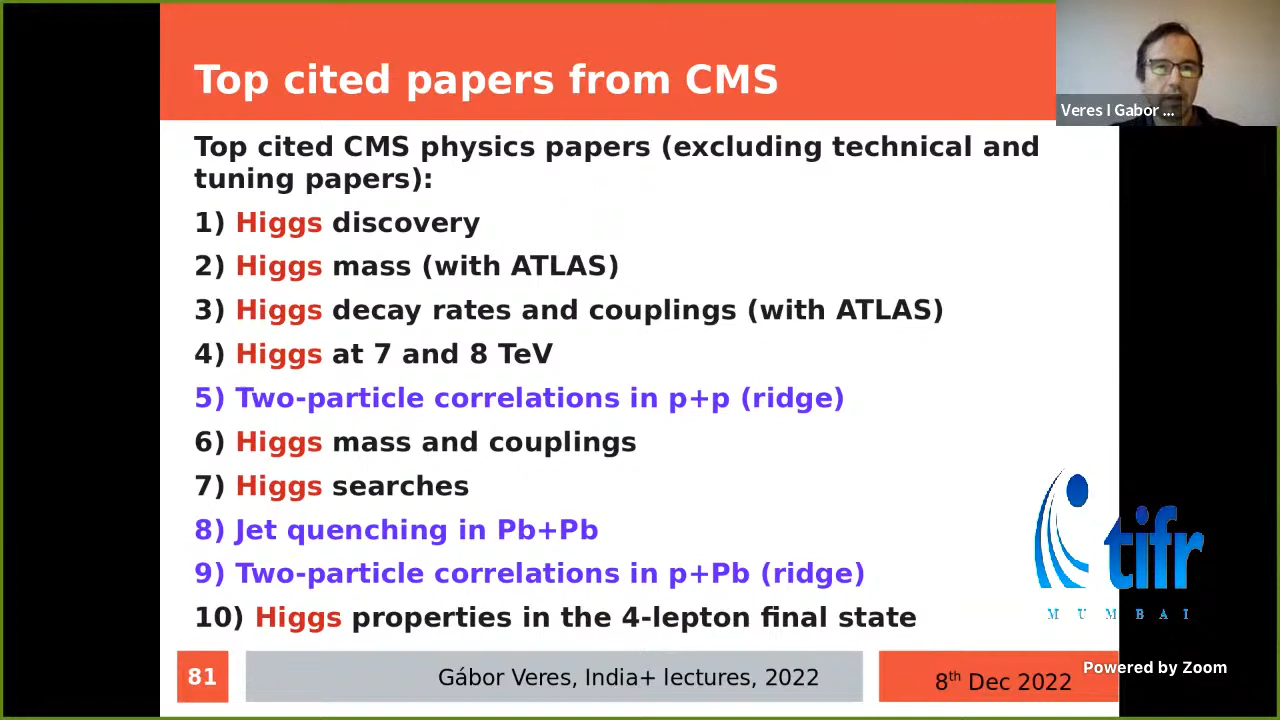 Top cited papers from CMS
Veres I Gabor ...
Top cited CMS physics papers (excluding technical and
tuning papers):
1) Higgs discovery
2) Higgs mass (with ATLAS)
3) Higgs decay rates and couplings (with ATLAS)
4) Higgs at 7 and 8 TeV
5) Two-particle correlations in p+p (ridge)
6) Higgs mass and couplings
7) Higgs searches
8) Jet quenching in Pb+Pb
9) Two-particle correlations in p+Pb (ridge)
10) Higgs properties in the 4-lepton final state
tifr
MUMBAI
81
Gábor Veres, India+ lectures, 2022
8th Dec 2022
Powered by Zoom